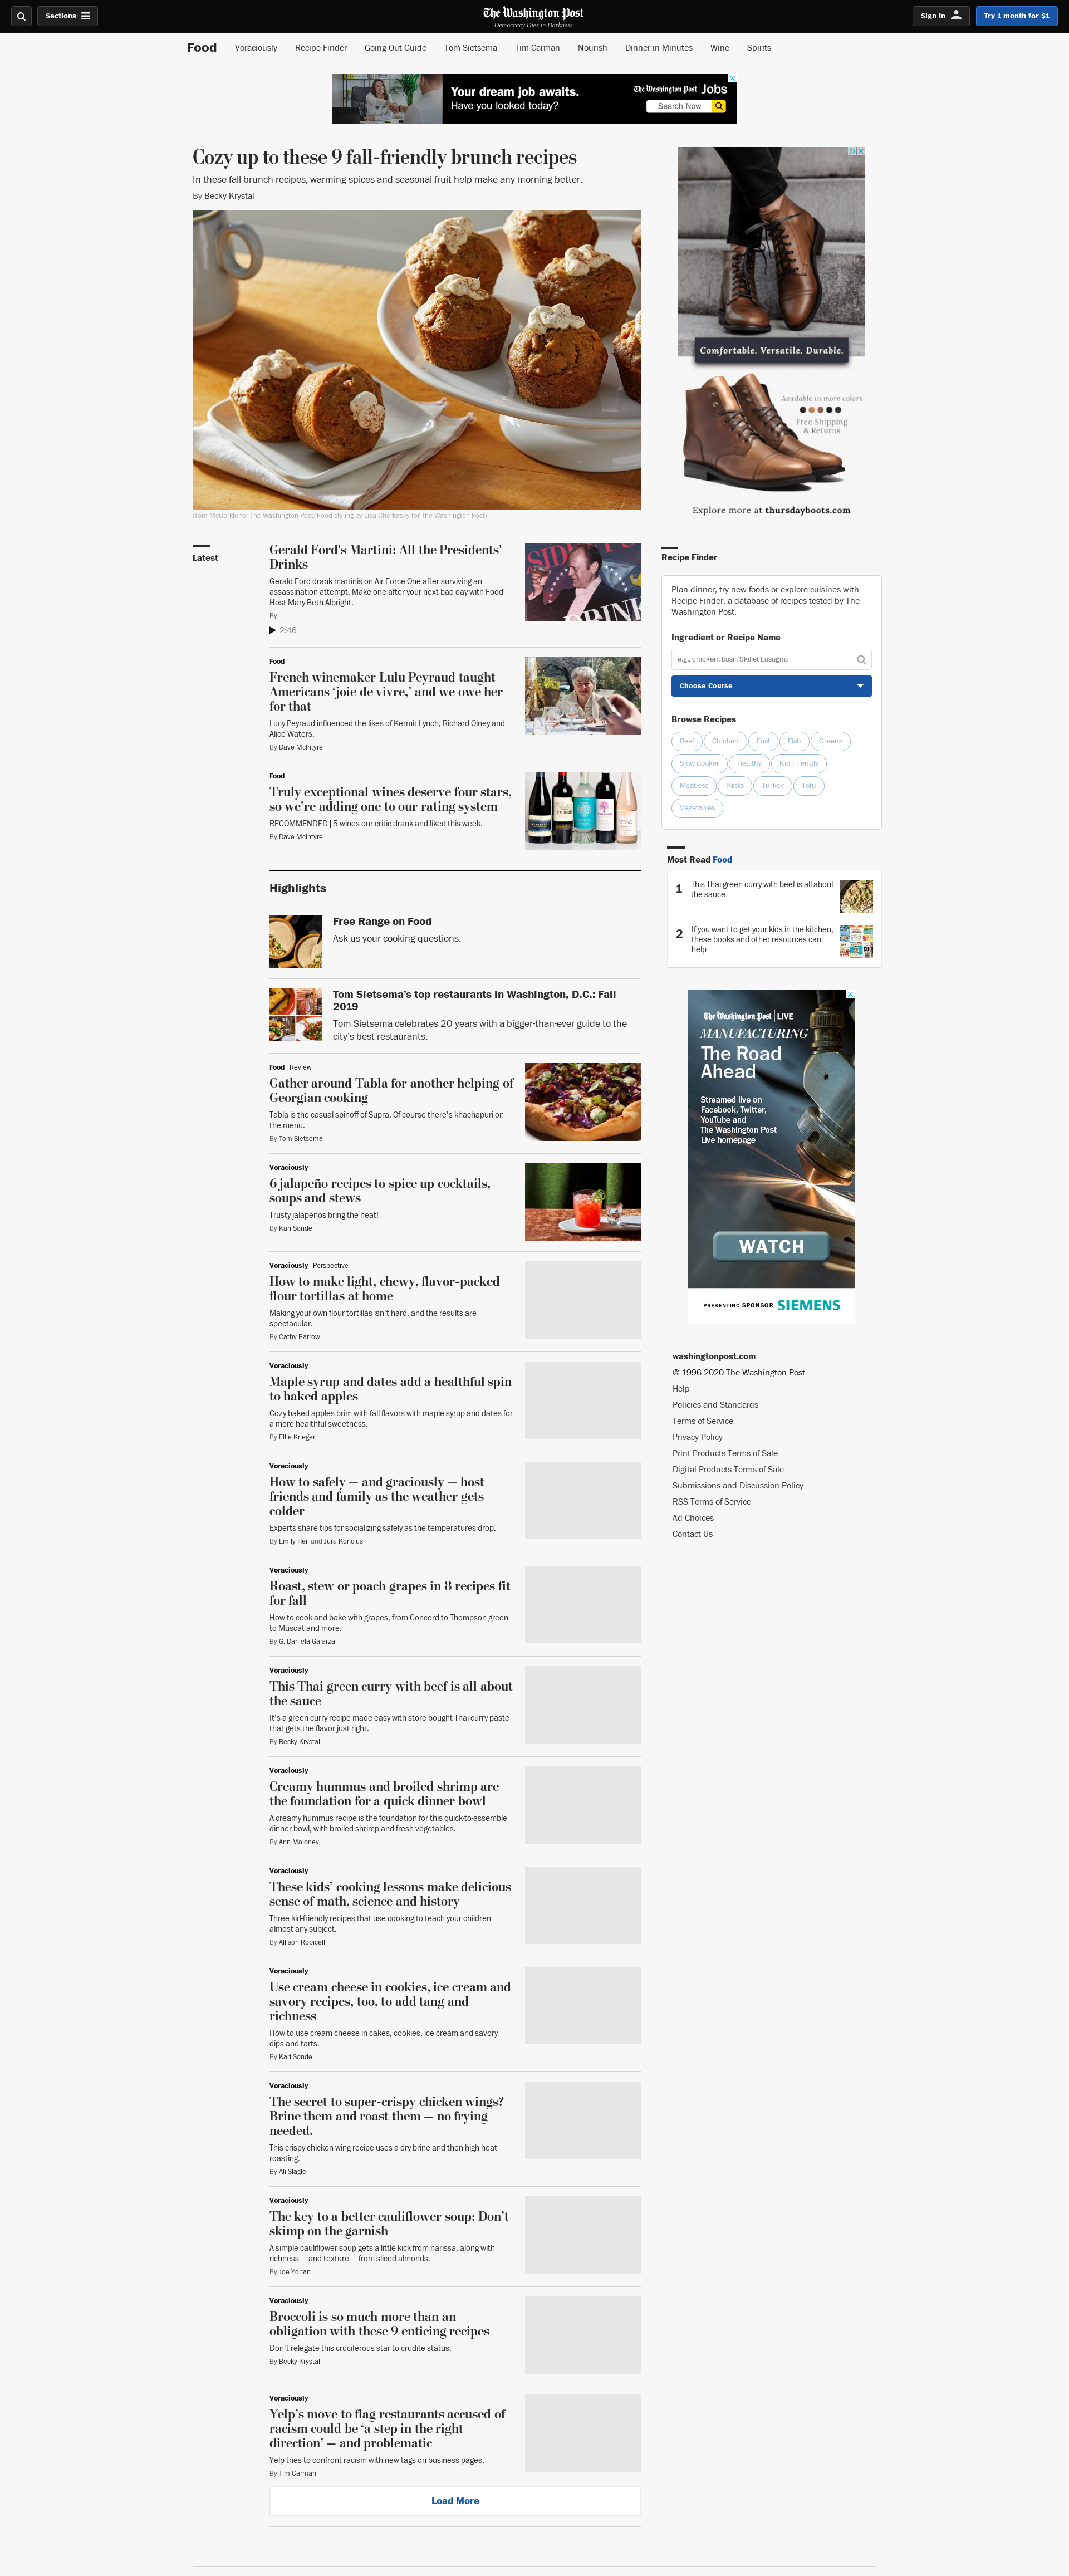 Sections
The Washington Post
Democracy Dies in Darkness
Sign In
Try 1 month for $1
Food
Voraciously
Recipe Finder
Going Out Guide
Tom Sietsema
Tim Carman
Nourish
Dinner in Minutes
Wine
Spirits
Your dream job awaits.
Have you looked today?
The Washington Post Jobs
Search Now
Cozy up to these 9 fall-friendly brunch recipes
In these fall brunch recipes, warming spices and seasonal fruit help make any morning better.
By Becky Krystal
(Tom McCorkle for The Washington Post/Food styling by Lisa Cherkasky for The Washington Post)
Latest
Gerald Ford's Martini: All the Presidents'
Drinks
Gerald Ford drank martinis on Air Force One after surviving an
assassination attempt. Make one after your next bad day with Food
Host Mary Beth Albright.
By
2:46
Food
French winemaker Lulu Peyraud taught
Americans ‘joie de vivre,’ and we owe her
for that
Lucy Peyraud influenced the likes of Kermit Lynch, Richard Olney and
Alice Waters.
By Dave McIntyre
Food
Truly exceptional wines deserve four stars,
so we’re adding one to our rating system
RECOMMENDED | 5 wines our critic drank and liked this week.
By Dave McIntyre
Highlights
Free Range on Food
Ask us your cooking questions.
Tom Sietsema’s top restaurants in Washington, D.C.: Fall
2019
Tom Sietsema celebrates 20 years with a bigger-than-ever guide to the
city’s best restaurants.
Food Review
Gather around Tabla for another helping of
Georgian cooking
Tabla is the casual spinoff of Supra. Of course there’s khachapuri on
the menu.
By Tom Sietsema
Voraciously
6 jalapeño recipes to spice up cocktails,
soups and stews
Trusty jalapenos bring the heat!
By Kari Sonde
Voraciously Perspective
How to make light, chewy, flavor-packed
flour tortillas at home
Making your own flour tortillas isn't hard, and the results are
spectacular.
By Cathy Barrow
Voraciously
Maple syrup and dates add a healthful spin
to baked apples
Cozy baked apples brim with fall flavors with maple syrup and dates for
a more healthful sweetness.
By Ellie Krieger
Voraciously
How to safely — and graciously — host
friends and family as the weather gets
colder
Experts share tips for socializing safely as the temperatures drop.
By Emily Heil and Jura Koncius
Voraciously
Roast, stew or poach grapes in 8 recipes fit
for fall
How to cook and bake with grapes, from Concord to Thompson green
to Muscat and more.
By G. Daniela Galarza
Voraciously
This Thai green curry with beef is all about
the sauce
It's a green curry recipe made easy with store-bought Thai curry paste
that gets the flavor just right.
By Becky Krystal
Voraciously
Creamy hummus and broiled shrimp are
the foundation for a quick dinner bowl
A creamy hummus recipe is the foundation for this quick-to-assemble
dinner bowl, with broiled shrimp and fresh vegetables.
By Ann Maloney
Voraciously
These kids’ cooking lessons make delicious
sense of math, science and history
Three kid-friendly recipes that use cooking to teach your children
almost any subject.
By Allison Robicelli
Voraciously
Use cream cheese in cookies, ice cream and
savory recipes, too, to add tang and
richness
How to use cream cheese in cakes, cookies, ice cream and savory
dips and tarts.
By Kari Sonde
Voraciously
The secret to super-crispy chicken wings?
Brine them and roast them — no frying
needed.
This crispy chicken wing recipe uses a dry brine and then high-heat
roasting.
By Ali Slagle
Voraciously
The key to a better cauliflower soup: Don’t
skimp on the garnish
A simple cauliflower soup gets a little kick from harissa, along with
richness — and texture — from sliced almonds.
By Joe Yonan
Voraciously
Broccoli is so much more than an
obligation with these 9 enticing recipes
Don't relegate this cruciferous star to crudite status.
By Becky Krystal
Voraciously
Yelp’s move to flag restaurants accused of
racism could be ‘a step in the right
direction’ — and problematic
Yelp tries to confront racism with new tags on business pages.
By Tim Carman
Load More
Comfortable. Versatile. Durable.
Available in more colors
Free Shipping
& Returns
Explore more at thursdayboots.com
Recipe Finder
Plan dinner, try new foods or explore cuisines with
Recipe Finder, a database of recipes tested by The
Washington Post.
Ingredient or Recipe Name
e.g., chicken, basil, Skillet Lasagna
Choose Course
Browse Recipes
Beef Chicken Fast Fish Greens
Slow Cooker Healthy Kid-Friendly
Meatless Pasta Turkey Tofu
Vegetables
Most Read Food
1 This Thai green curry with beef is all about
the sauce
2 If you want to get your kids in the kitchen,
these books and other resources can
help
The Washington Post LIVE
MANUFACTURING
The Road
Ahead
Streamed live on
Facebook, Twitter,
YouTube and
The Washington Post
Live homepage
WATCH
PRESENTING SPONSOR SIEMENS
washingtonpost.com
© 1996-2020 The Washington Post
Help
Policies and Standards
Terms of Service
Privacy Policy
Print Products Terms of Sale
Digital Products Terms of Sale
Submissions and Discussion Policy
RSS Terms of Service
Ad Choices
Contact Us